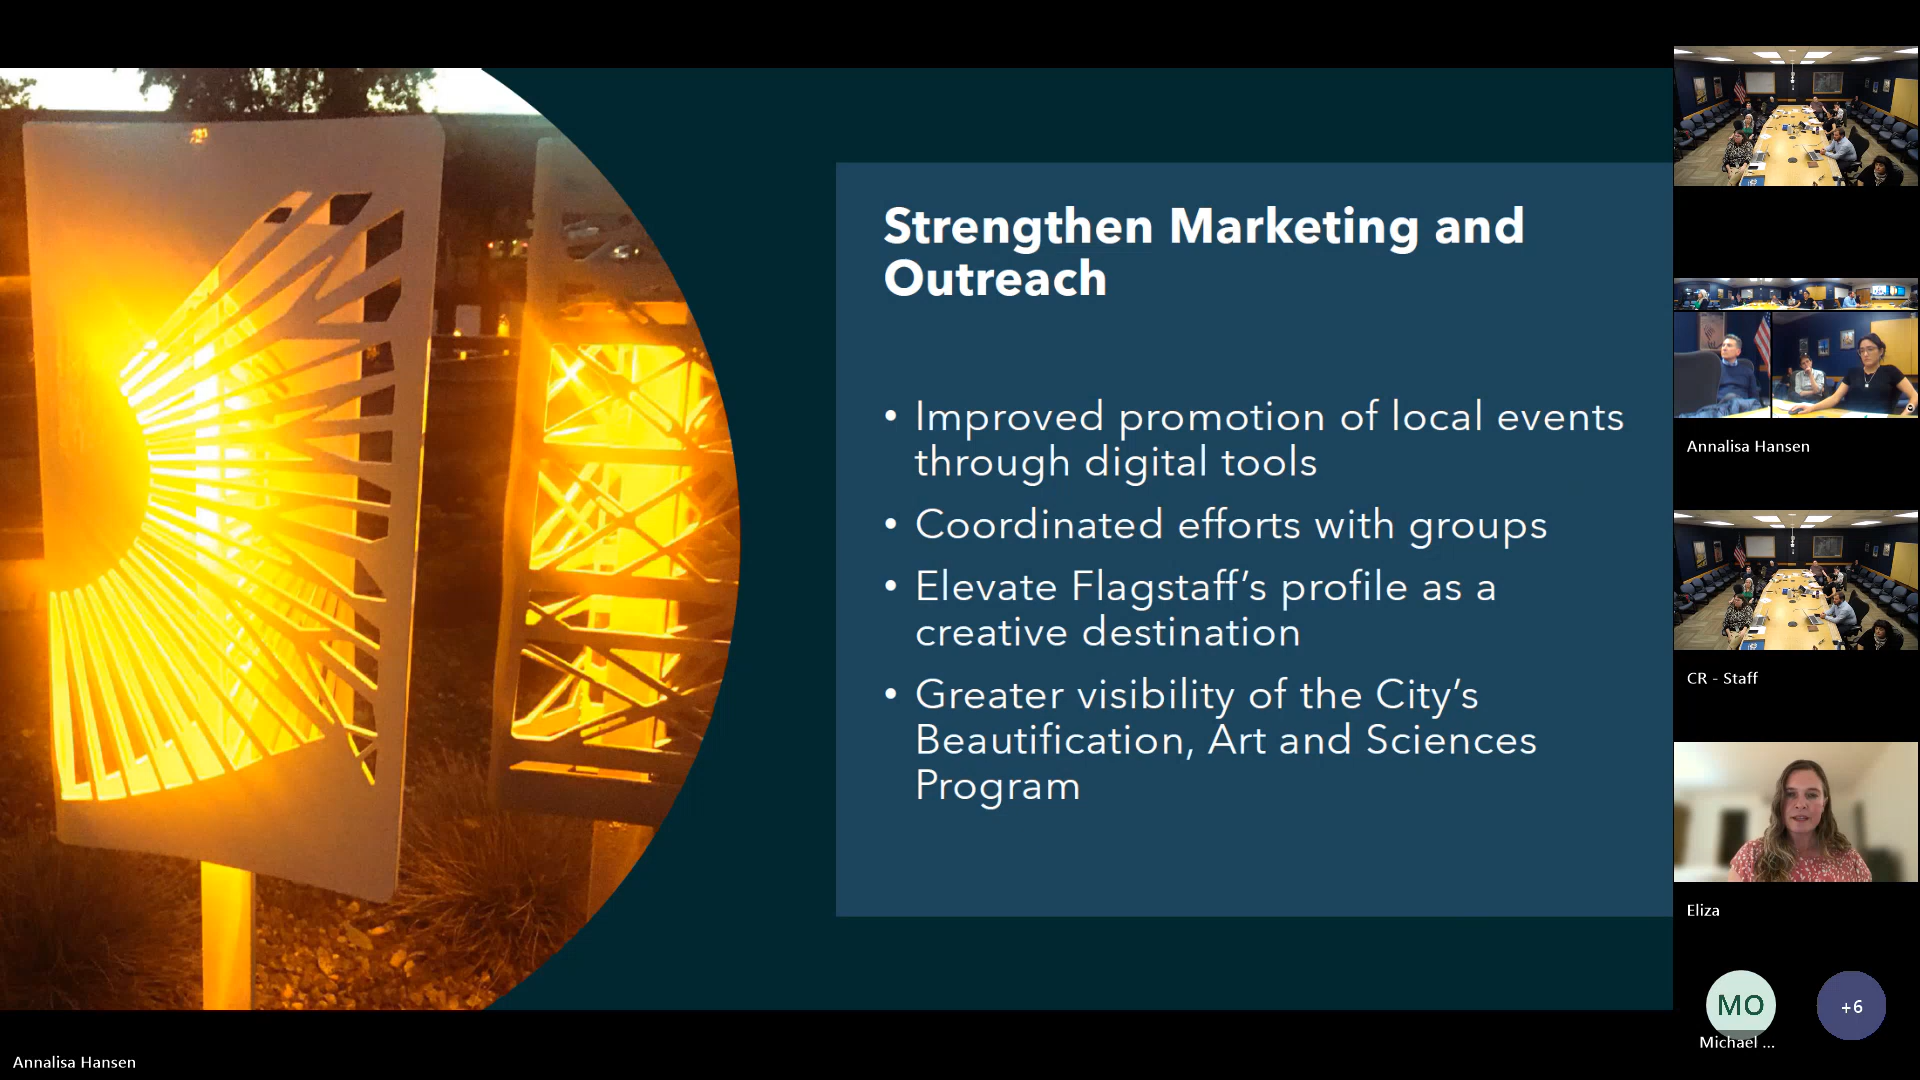 Strengthen Marketing and
Outreach
• Improved promotion of local events
through digital tools
• Coordinated efforts with groups
• Elevate Flagstaff’s profile as a
creative destination
• Greater visibility of the City’s
Beautification, Art and Sciences
Program
Annalisa Hansen
CR - Staff
Eliza
MO
+6
Michael ...
Annalisa Hansen